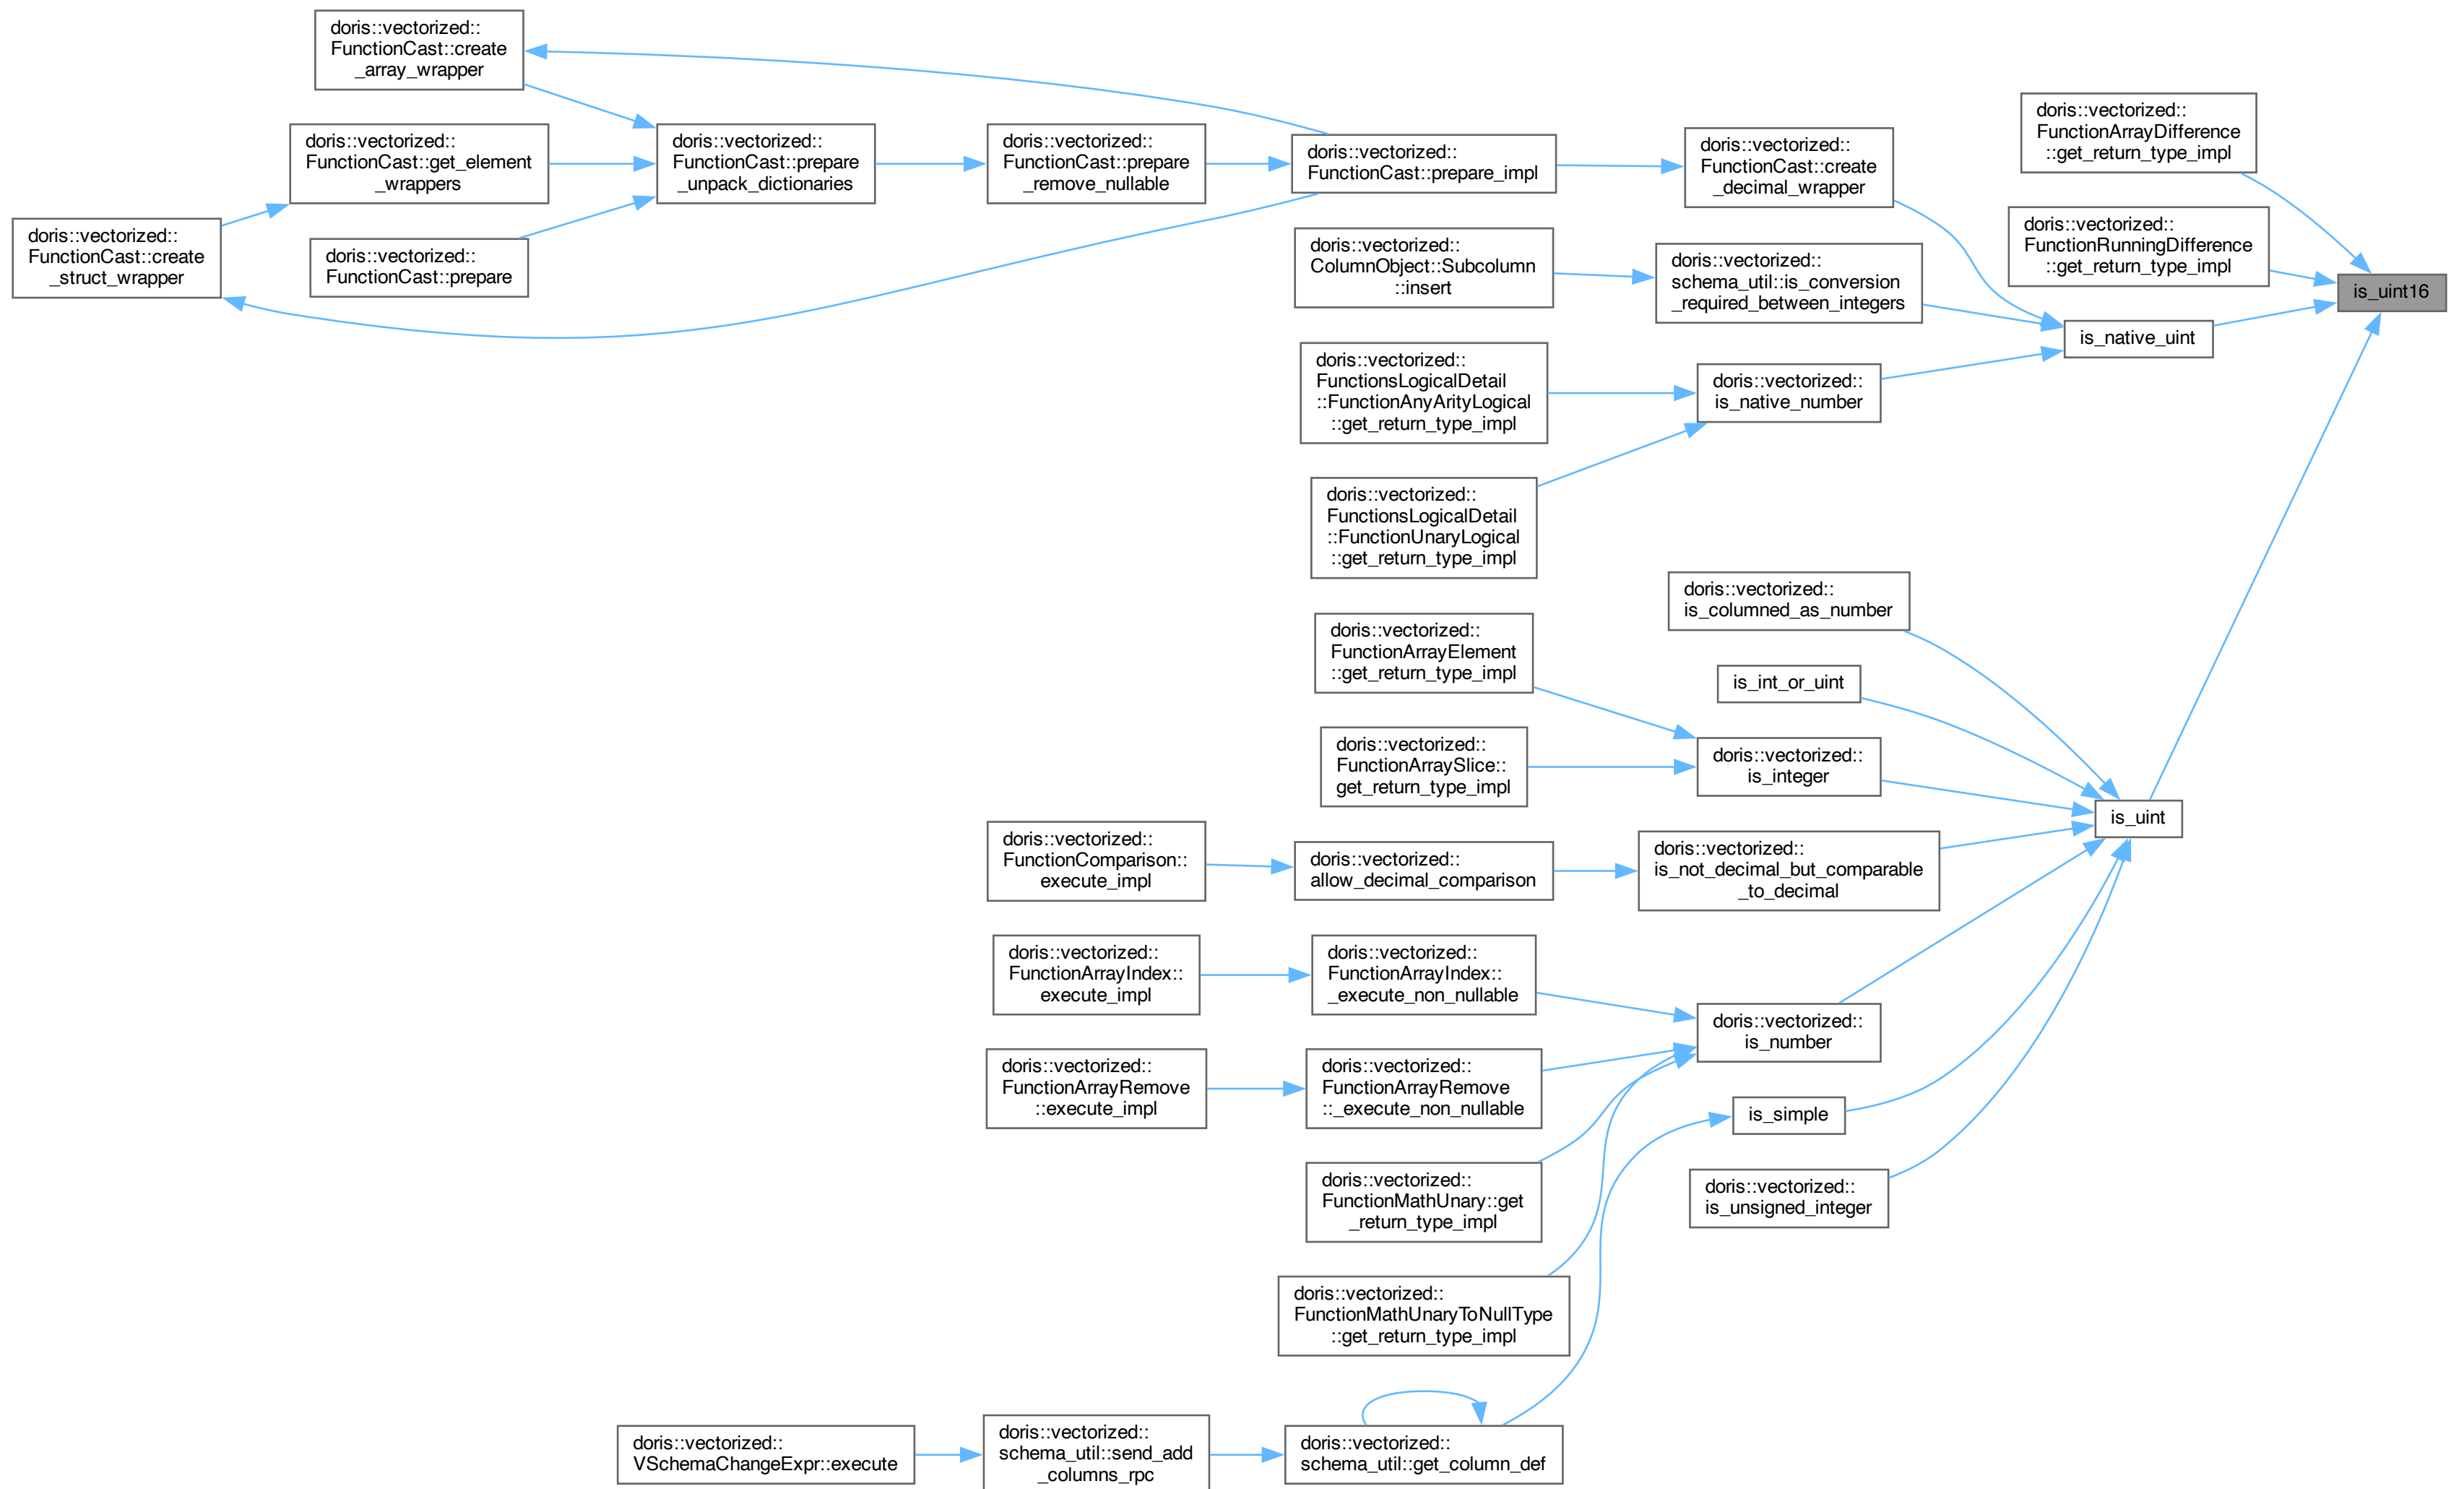 doris::vectorized::
FunctionCast::create
_array_wrapper
doris::vectorized::
FunctionCast::get_element
_wrappers
doris::vectorized::
FunctionCast::create
_struct_wrapper
doris::vectorized::
FunctionCast::prepare
doris::vectorized::
FunctionCast::prepare
_unpack_dictionaries
doris::vectorized::
FunctionCast::prepare
_remove_nullable
doris::vectorized::
FunctionCast::prepare_impl
doris::vectorized::
FunctionCast::create
_decimal_wrapper
doris::vectorized::
FunctionArrayDifference
::get_return_type_impl
doris::vectorized::
FunctionRunningDifference
::get_return_type_impl
is_uint16
doris::vectorized::
ColumnObject::Subcolumn
::insert
doris::vectorized::
schema_util::is_conversion
_required_between_integers
is_native_uint
doris::vectorized::
FunctionsLogicalDetail
::FunctionAnyArityLogical
::get_return_type_impl
doris::vectorized::
is_native_number
doris::vectorized::
FunctionsLogicalDetail
::FunctionUnaryLogical
::get_return_type_impl
doris::vectorized::
is_columned_as_number
doris::vectorized::
FunctionArrayElement
::get_return_type_impl
is_int_or_uint
doris::vectorized::
FunctionArraySlice::
get_return_type_impl
doris::vectorized::
is_integer
is_uint
doris::vectorized::
FunctionComparison::
execute_impl
doris::vectorized::
allow_decimal_comparison
doris::vectorized::
is_not_decimal_but_comparable
_to_decimal
doris::vectorized::
FunctionArrayIndex::
execute_impl
doris::vectorized::
FunctionArrayIndex::
_execute_non_nullable
doris::vectorized::
is_number
doris::vectorized::
FunctionArrayRemove
::execute_impl
doris::vectorized::
FunctionArrayRemove
::_execute_non_nullable
is_simple
doris::vectorized::
FunctionMathUnary::get
_return_type_impl
doris::vectorized::
is_unsigned_integer
doris::vectorized::
FunctionMathUnaryToNullType
::get_return_type_impl
doris::vectorized::
VSchemaChangeExpr::execute
doris::vectorized::
schema_util::send_add
_columns_rpc
doris::vectorized::
schema_util::get_column_def